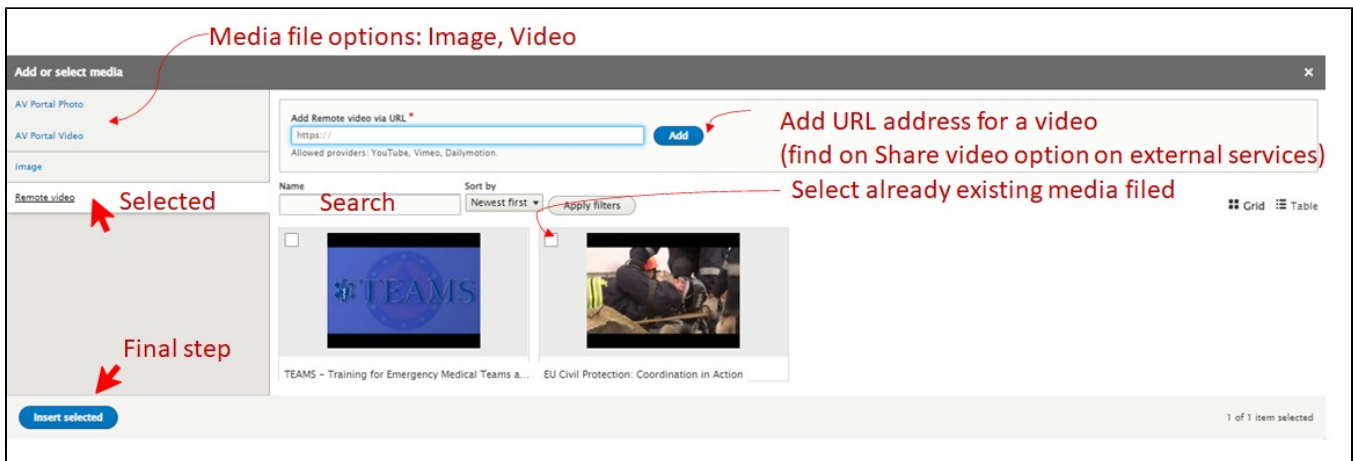 Media file options: Image, Video
Add or select media
×
AV Portal Photo
AV Portal Video
Image
Remote video
Selected
Add Remote video via URL *
https://
Add
Allowed providers: YouTube, Vimeo, Dailymotion.
Add URL address for a video
(find on Share video option on external services)
Select already existing media filed
Name
Search
Sort by
Newest first
Apply filters
Grid
Table
TEAMS
TEAMS – Training for Emergency Medical Teams a...
EU Civil Protection: Coordination in Action
Final step
Insert selected
1 of 1 item selected